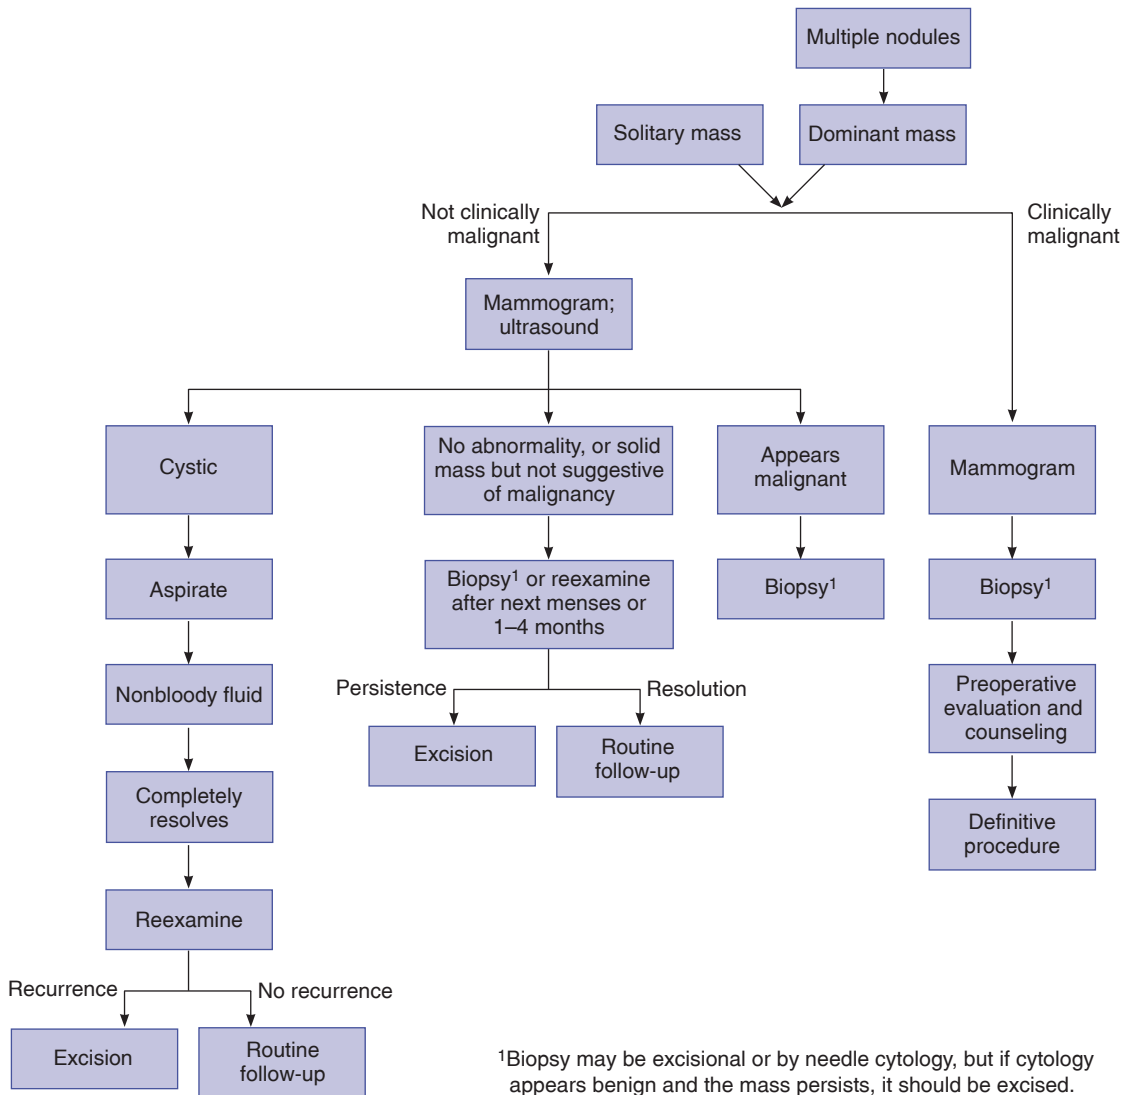 Multiple nodules
Solitary mass
Dominant mass
Not clinically
malignant
Clinically
malignant
Mammogram;
ultrasound
Cystic
No abnormality, or solid
mass but not suggestive
of malignancy
Appears
malignant
Mammogram
Aspirate
Biopsy¹ or reexamine
after next menses or
1–4 months
Biopsy¹
Biopsy¹
Nonbloody fluid
Persistence
Resolution
Preoperative
evaluation and
counseling
Excision
Routine
follow-up
Completely
resolves
Definitive
procedure
Reexamine
Recurrence
No recurrence
Excision
Routine
follow-up
¹Biopsy may be excisional or by needle cytology, but if cytology
appears benign and the mass persists, it should be excised.